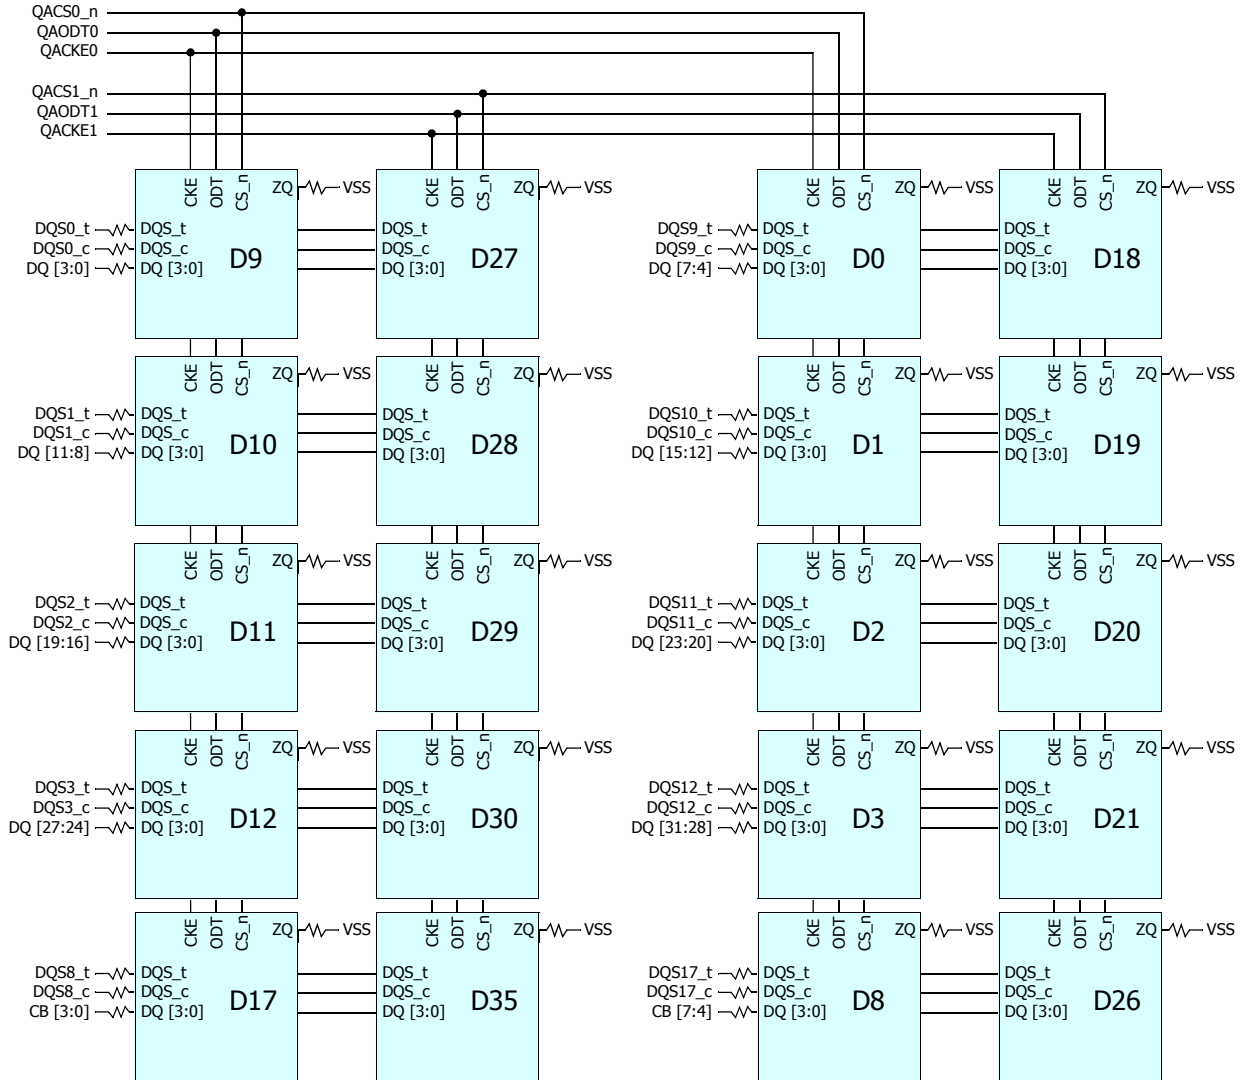 QACS0_n
QAODT0
QACKE0
QACS1_n
QAODT1
QACKE1
CKE ODT CS_n ZQ VSS CKE ODT CS_n ZQ VSS CKE ODT CS_n ZQ VSS CKE ODT CS_n ZQ VSS
DQS0_t DQS_t DQS_t DQS9_t DQS_t DQS_t
DQS0_c DQS_c D9 DQS_c D27 DQS9_c DQS_c D0 DQS_c D18
DQ [3:0] DQ [3:0] DQ [3:0] DQ [7:4] DQ [3:0] DQ [3:0]
CKE ODT CS_n ZQ VSS CKE ODT CS_n ZQ VSS CKE ODT CS_n ZQ VSS CKE ODT CS_n ZQ VSS
DQS1_t DQS_t DQS_t DQS10_t DQS_t DQS_t
DQS1_c DQS_c D10 DQS_c D28 DQS10_c DQS_c D1 DQS_c D19
DQ [11:8] DQ [3:0] DQ [3:0] DQ [15:12] DQ [3:0] DQ [3:0]
CKE ODT CS_n ZQ VSS CKE ODT CS_n ZQ VSS CKE ODT CS_n ZQ VSS CKE ODT CS_n ZQ VSS
DQS2_t DQS_t DQS_t DQS11_t DQS_t DQS_t
DQS2_c DQS_c D11 DQS_c D29 DQS11_c DQS_c D2 DQS_c D20
DQ [19:16] DQ [3:0] DQ [3:0] DQ [23:20] DQ [3:0] DQ [3:0]
CKE ODT CS_n ZQ VSS CKE ODT CS_n ZQ VSS CKE ODT CS_n ZQ VSS CKE ODT CS_n ZQ VSS
DQS3_t DQS_t DQS_t DQS12_t DQS_t DQS_t
DQS3_c DQS_c D12 DQS_c D30 DQS12_c DQS_c D3 DQS_c D21
DQ [27:24] DQ [3:0] DQ [3:0] DQ [31:28] DQ [3:0] DQ [3:0]
CKE ODT CS_n ZQ VSS CKE ODT CS_n ZQ VSS CKE ODT CS_n ZQ VSS CKE ODT CS_n ZQ VSS
DQS8_t DQS_t DQS_t DQS17_t DQS_t DQS_t
DQS8_c DQS_c D17 DQS_c D35 DQS17_c DQS_c D8 DQS_c D26
CB [3:0] DQ [3:0] DQ [3:0] CB [7:4] DQ [3:0] DQ [3:0]